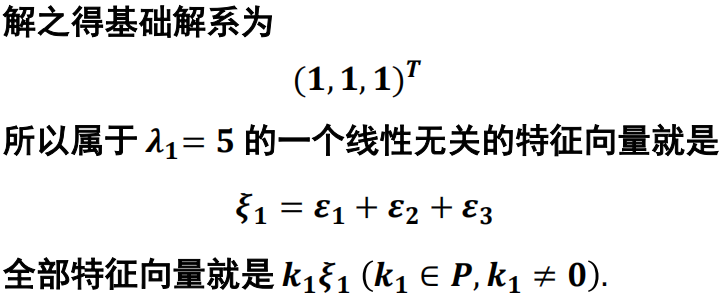 解之得基础解系为
(1, 1, 1)^T
所以属于 λ₁= 5 的一个线性无关的特征向量就是
ξ₁ = ε₁ + ε₂ + ε₃
全部特征向量就是 k₁ξ₁ (k₁ ∈ P, k₁ ≠ 0).